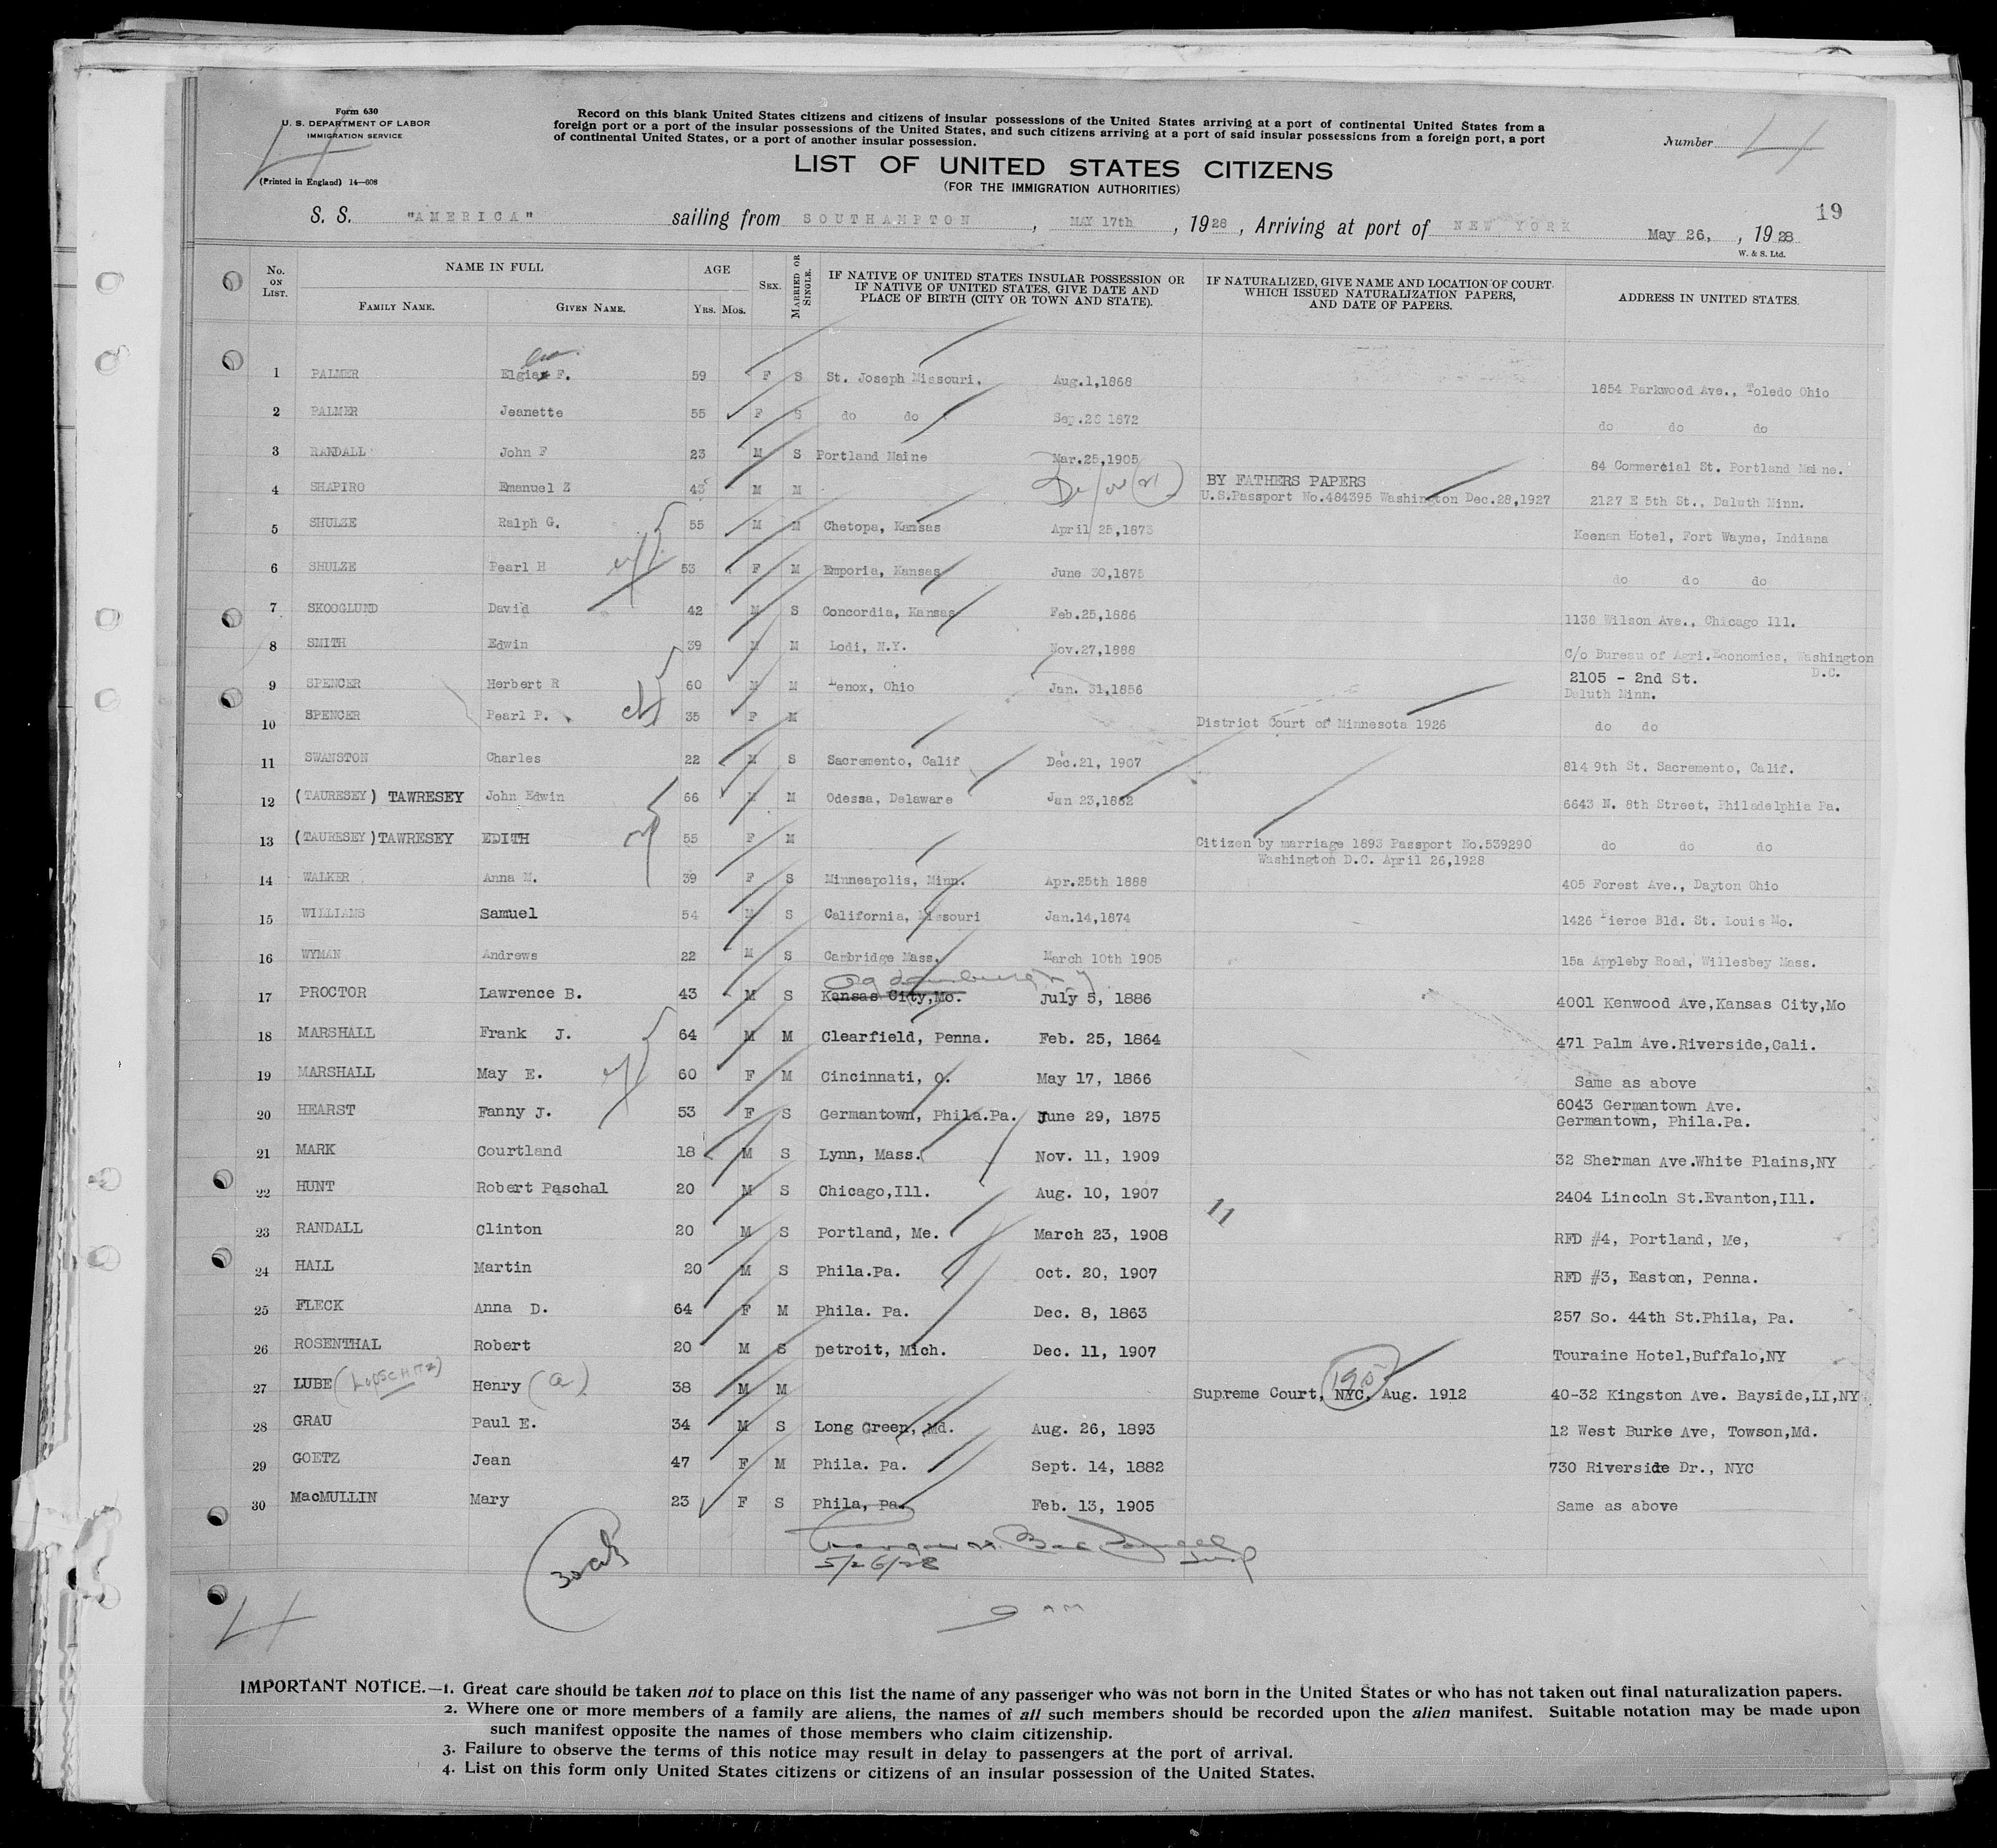 Form 630
U. S. DEPARTMENT OF LABOR
IMMIGRATION SERVICE
(Printed in England) 14—608
Record on this blank United States citizens and citizens of insular possessions of the United States arriving at a port of continental United States from a
foreign port or a port of the insular possessions of the United States, and such citizens arriving at a port of said insular possessions from a foreign port, a port
of continental United States, or a port of another insular possession.
Number 4
4
LIST OF UNITED STATES CITIZENS
(FOR THE IMMIGRATION AUTHORITIES)
19
S. S. "AMERICA" sailing from SOUTHAMPTON, MAY 17th, 1928, Arriving at port of NEW YORK May 26,, 1928
W. & S. Ltd.
No. ON LIST. NAME IN FULL FAMILY NAME. GIVEN NAME. AGE YRS. MOS. SEX. MARRIED OR SINGLE. IF NATIVE OF UNITED STATES INSULAR POSSESSION OR IF NATIVE OF UNITED STATES, GIVE DATE AND PLACE OF BIRTH (CITY OR TOWN AND STATE). IF NATURALIZED, GIVE NAME AND LOCATION OF COURT WHICH ISSUED NATURALIZATION PAPERS, AND DATE OF PAPERS. ADDRESS IN UNITED STATES.
1 PALMER F. 59 F S St. Joseph Missouri. Aug.1,1868 1854 Parkwood Ave., Toledo Ohio
2 PALMER Jeanette 55 F S do do Sep.26 1872 do do do
3 RANDALL John F 23 M S Portland Maine Mar.25,1905 84 Commercial St. Portland Maine.
4 SHAPIRO Emanuel Z 43 M M BY FATHERS PAPERS
U.S.Passport No.484395 Washington Dec.28,1927 2127 E 5th St., Daluth Minn.
5 SHULZE Ralph G. 55 M M Chetopa, Kansas April 25,1873 Keenan Hotel, Fort Wayne, Indiana
6 SHULZE Pearl H 53 F M Emporia, Kansas June 30,1875 do do do
7 SKOOGLUND David 42 M S Concordia, Kansas Feb.25,1886 1138 Wilson Ave., Chicago Ill.
8 SMITH Edwin 39 M M Lodi, N.Y. Nov.27,1888 C/o Bureau of Agri.Economics, Washington D.C.
9 SPENCER Herbert R 60 M M Lenox, Ohio Jan. 31,1856 2105 - 2nd St.
Daluth Minn.
10 SPENCER Pearl P. 35 F M District Court of Minnesota 1926 do do
11 SWANSTON Charles 22 M S Sacremento, Calif Dec.21, 1907 814 9th St. Sacremento, Calif.
12 (TAURESEY) TAWRESEY John Edwin 66 M M Odessa, Delaware Jan 23,1862 6643 N. 8th Street, Philadelphia Pa.
13 (TAURESEY) TAWRESEY EDITH 55 F M Citizen by marriage 1893 Passport No.539290
Washington D.C. April 26,1928 do do do
14 WALKER Anna M. 39 F S Minneapolis, Minn. Apr.25th 1888 405 Forest Ave., Dayton Ohio
15 WILLIAMS Samuel 54 M S California, Missouri Jan.14,1874 1426 Pierce Bld. St. Louis Mo.
16 WYMAN Andrews 22 M S Cambridge Mass. March 10th 1905 15a Appleby Road, Willesbey Mass.
Ogdensburg N Y
17 PROCTOR Lawrence B. 43 M S Kansas City,Mo. July 5, 1886 4001 Kenwood Ave,Kansas City,Mo
18 MARSHALL Frank J. 64 M M Clearfield, Penna. Feb. 25, 1864 471 Palm Ave.Riverside,Cali.
19 MARSHALL May E. 60 F M Cincinnati, O. May 17, 1866 Same as above
20 HEARST Fanny J. 53 F S Germantown, Phila.Pa. June 29, 1875 6043 Germantown Ave.
Germantown, Phila.Pa.
21 MARK Courtland 18 M S Lynn, Mass. Nov. 11, 1909 32 Sherman Ave.White Plains,NY
22 HUNT Robert Paschal 20 M S Chicago,Ill. Aug. 10, 1907 2404 Lincoln St.Evanton,Ill.
11
23 RANDALL Clinton 20 M S Portland, Me. March 23, 1908 RFD #4, Portland, Me,
24 HALL Martin 20 M S Phila.Pa. Oct. 20, 1907 RFD #3, Easton, Penna.
25 FLECK Anna D. 64 F M Phila. Pa. Dec. 8, 1863 257 So. 44th St.Phila, Pa.
26 ROSENTHAL Robert 20 M S Detroit, Mich. Dec. 11, 1907 Touraine Hotel,Buffalo,NY
27 LUBE (LUPSCHITZ) Henry (a) 38 M M Supreme Court, NYC, Aug. 1912 40-32 Kingston Ave. Bayside,LI,NY
28 GRAU Paul E. 34 M S Long Green, Md. Aug. 26, 1893 12 West Burke Ave, Towson,Md.
29 GOETZ Jean 47 F M Phila. Pa. Sept. 14, 1882 730 Riverside Dr., NYC
30 MacMULLIN Mary 23 F S Phila, Pa. Feb. 13, 1905 Same as above
5/26/28
9 AM
4
IMPORTANT NOTICE.—1. Great care should be taken not to place on this list the name of any passenger who was not born in the United States or who has not taken out final naturalization papers.
2. Where one or more members of a family are aliens, the names of all such members should be recorded upon the alien manifest. Suitable notation may be made upon
such manifest opposite the names of those members who claim citizenship.
3. Failure to observe the terms of this notice may result in delay to passengers at the port of arrival.
4. List on this form only United States citizens or citizens of an insular possession of the United States.